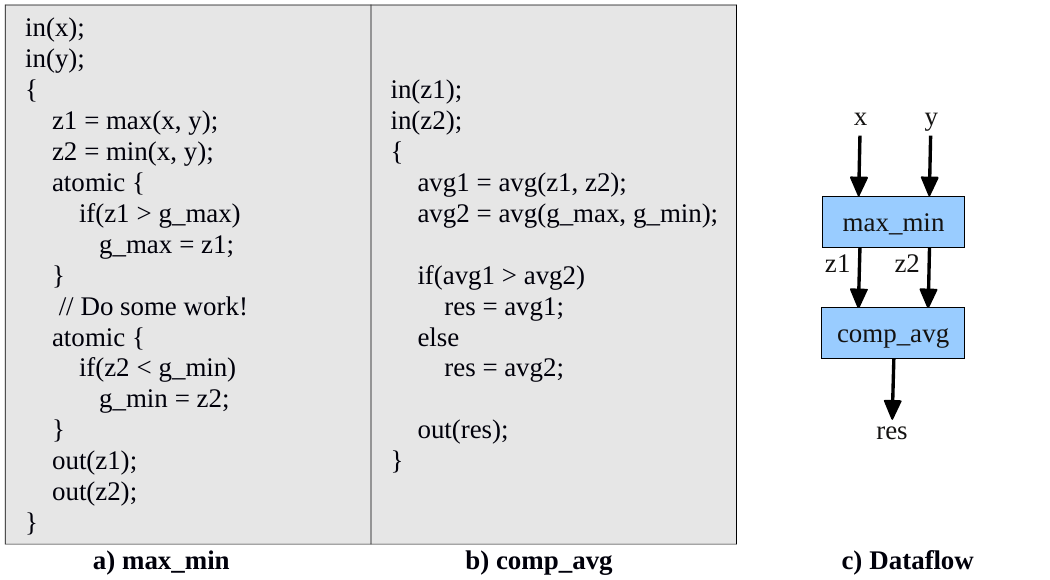 in(x);
in(y);
{
z1 = max(x, y);
z2 = min(x, y);
atomic {
if(z1 > g_max)
g_max = z1;
}
// Do some work!
atomic {
if(z2 < g_min)
g_min = z2;
}
out(z1);
out(z2);
}
a) max_min
in(z1);
in(z2);
{
avg1 = avg(z1, z2);
avg2 = avg(g_max, g_min);
if(avg1 > avg2)
res = avg1;
else
res = avg2;
out(res);
}
b) comp_avg
x y
max_min
z1 z2
comp_avg
res
c) Dataflow